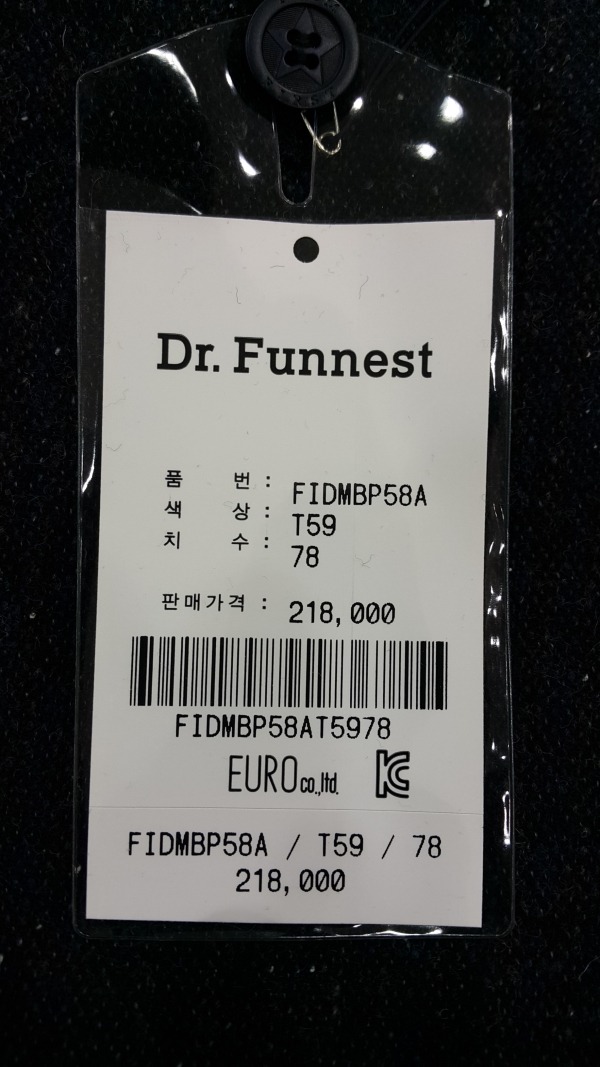 Dr. Funnest
품 번 : FIDMBP58A
색 상 : T59
치 수 : 78
판매가격 : 218,000
FIDMBP58AT5978
EURO co.,ltd.
FIDMBP58A / T59 / 78
218,000